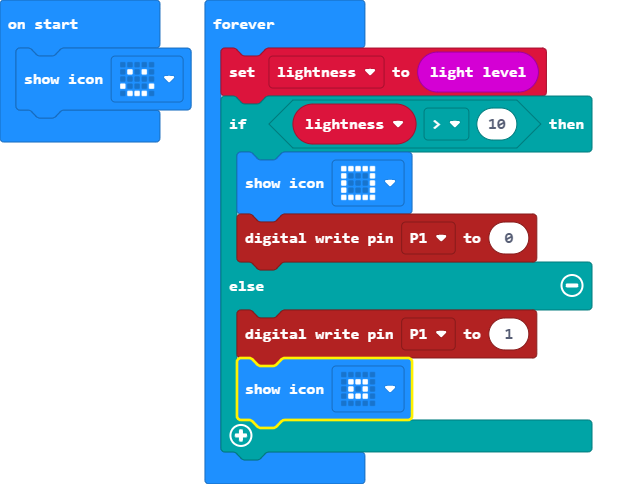 on start
show icon
forever
set lightness to light level
if lightness > 10 then
show icon
digital write pin P1 to 0
else
digital write pin P1 to 1
show icon